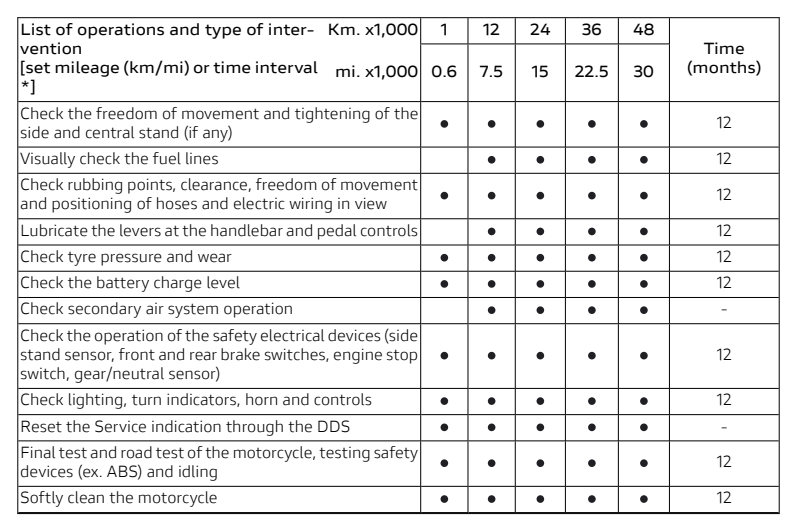 List of operations and type of inter- Km. x1,000 1 12 24 36 48 Time
vention
[set mileage (km/mi) or time interval mi. x1,000 0.6 7.5 15 22.5 30 (months)
*]
Check the freedom of movement and tightening of the
side and central stand (if any) ● ● ● ● ● 12
Visually check the fuel lines ● ● ● ● 12
Check rubbing points, clearance, freedom of movement
and positioning of hoses and electric wiring in view ● ● ● ● ● 12
Lubricate the levers at the handlebar and pedal controls ● ● ● ● 12
Check tyre pressure and wear ● ● ● ● ● 12
Check the battery charge level ● ● ● ● ● 12
Check secondary air system operation ● ● ● ● -
Check the operation of the safety electrical devices (side
stand sensor, front and rear brake switches, engine stop ● ● ● ● ● 12
switch, gear/neutral sensor)
Check lighting, turn indicators, horn and controls ● ● ● ● ● 12
Reset the Service indication through the DDS ● ● ● ● ● -
Final test and road test of the motorcycle, testing safety
devices (ex. ABS) and idling ● ● ● ● ● 12
Softly clean the motorcycle ● ● ● ● ● 12